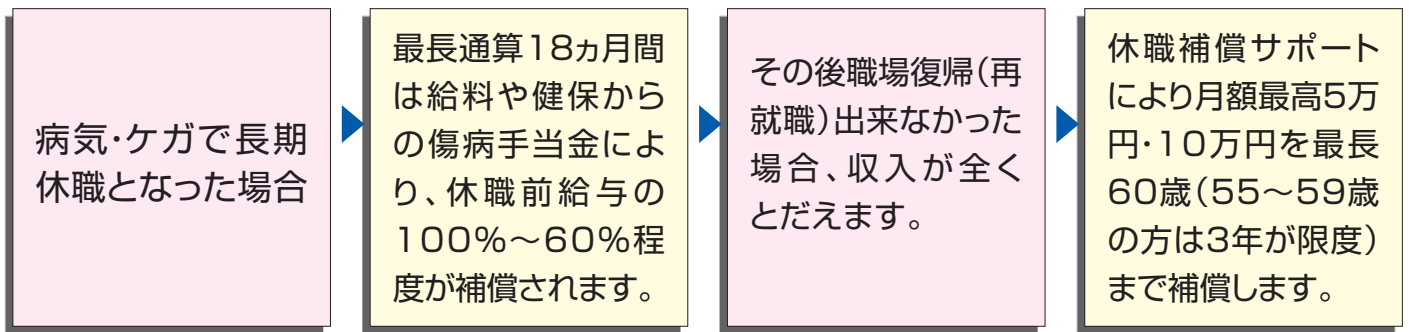 病気・ケガで長期
休職となった場合
最長通算18ヵ月間
は給料や健保から
の傷病手当金によ
り、休職前給与の
100%〜60%程
度が補償されます。
その後職場復帰(再
就職)出来なかった
場合、収入が全く
とだえます。
休職補償サポート
により月額最高5万
円・10万円を最長
60歳(55〜59歳
の方は3年が限度)
まで補償します。